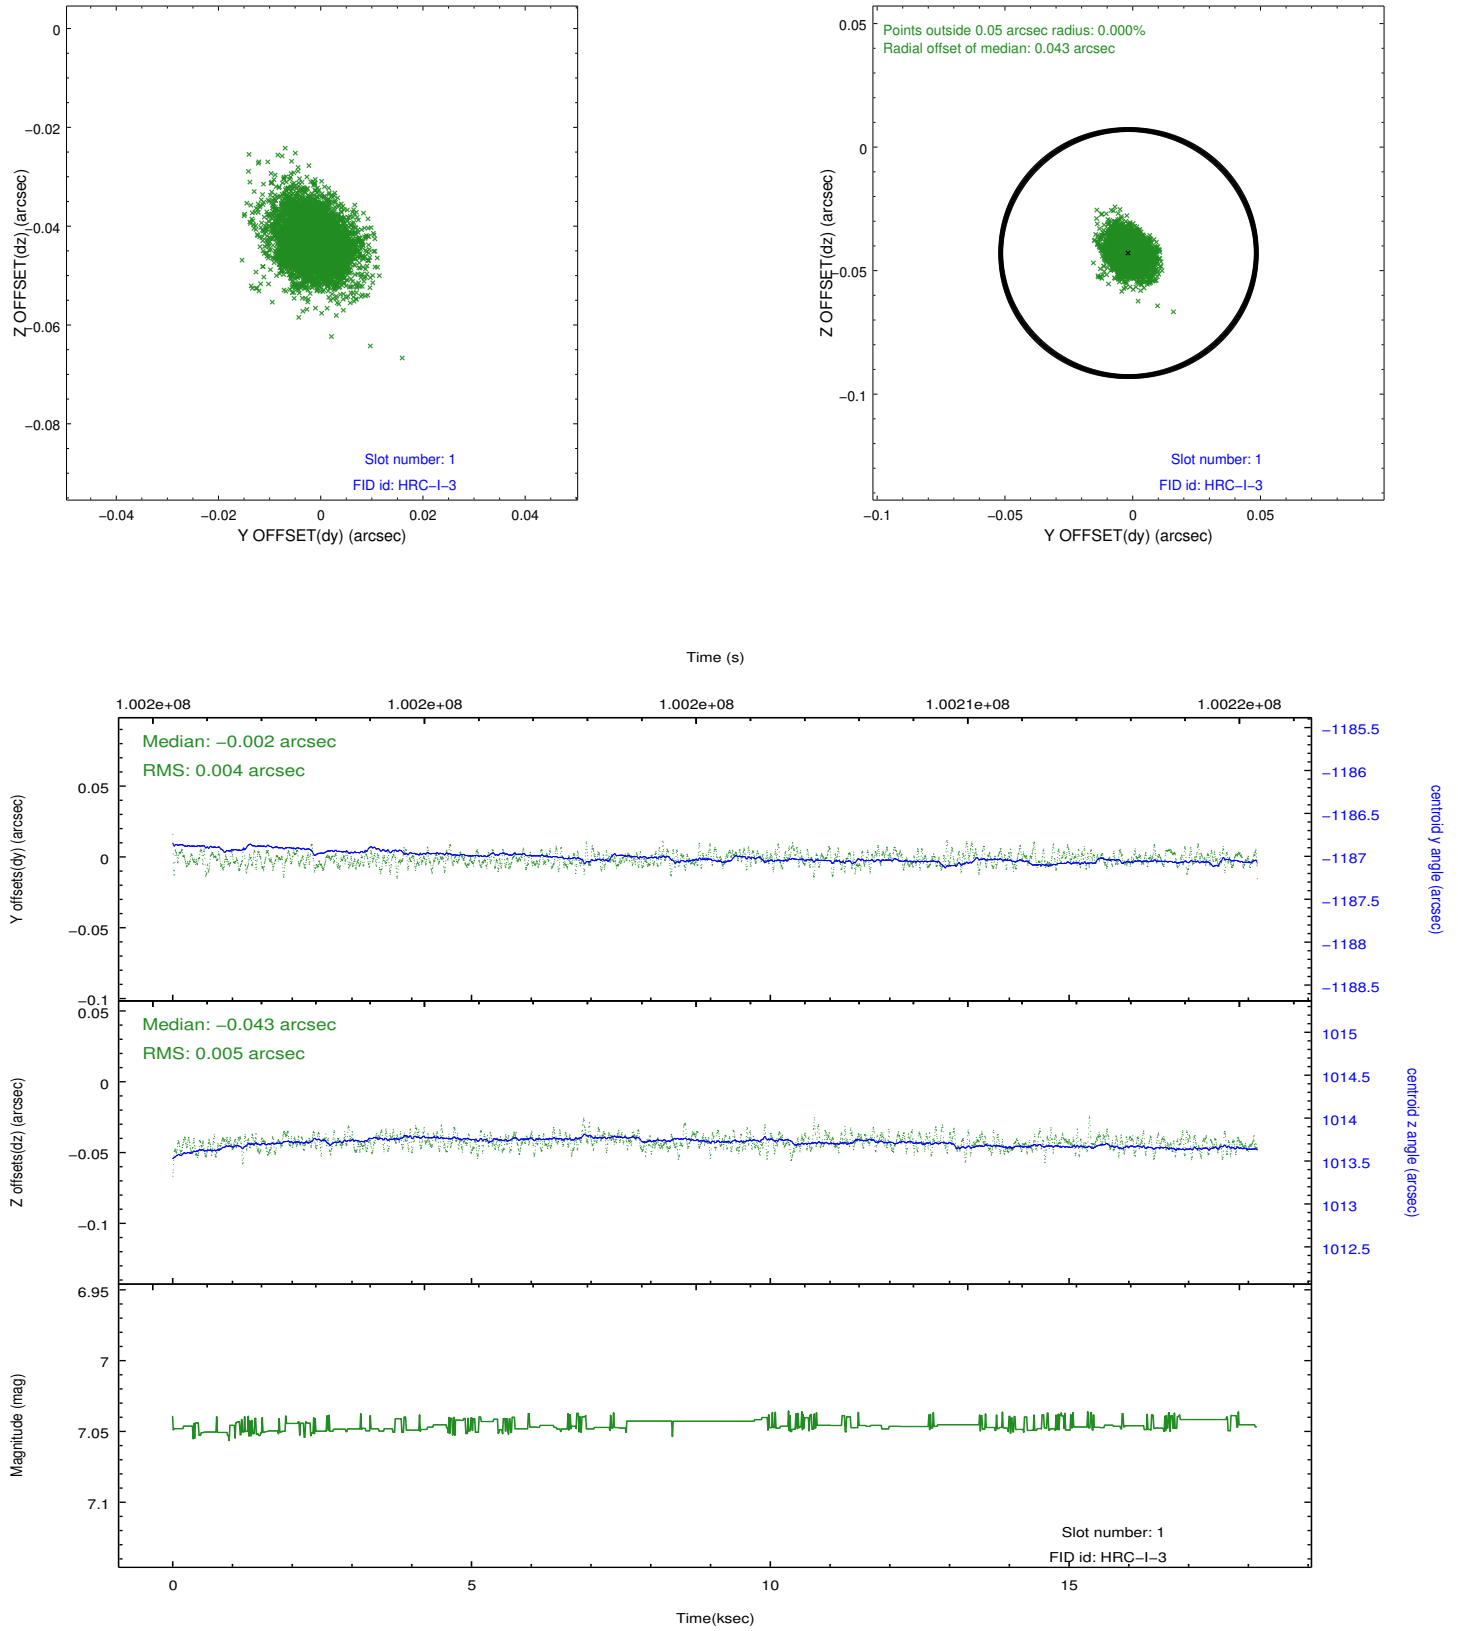 0
−0.02
−0.04
−0.06
−0.08
Z OFFSET(dz) (arcsec)
Slot number: 1
FID id: HRC−I−3
−0.04
−0.02
0
0.02
0.04
Y OFFSET(dy) (arcsec)
Points outside 0.05 arcsec radius: 0.000%
Radial offset of median: 0.043 arcsec
0.05
0
−0.05
−0.1
Z OFFSET(dz) (arcsec)
Slot number: 1
FID id: HRC−I−3
−0.1
−0.05
0
0.05
Y OFFSET(dy) (arcsec)
Time (s)
1.002e+08
1.002e+08
1.002e+08
1.0021e+08
1.0022e+08
Median: −0.002 arcsec
RMS: 0.004 arcsec
0.05
0
−0.05
−0.1
Y offsets(dy) (arcsec)
−1185.5
−1186
−1186.5
−1187
−1187.5
−1188
−1188.5
centroid y angle (arcsec)
Median: −0.043 arcsec
RMS: 0.005 arcsec
0.05
0
−0.05
−0.1
Z offsets(dz) (arcsec)
1015
1014.5
1014
1013.5
1013
1012.5
centroid z angle (arcsec)
6.95
7
7.05
7.1
Magnitude (mag)
Slot number: 1
FID id: HRC−I−3
0
5
10
15
Time(ksec)